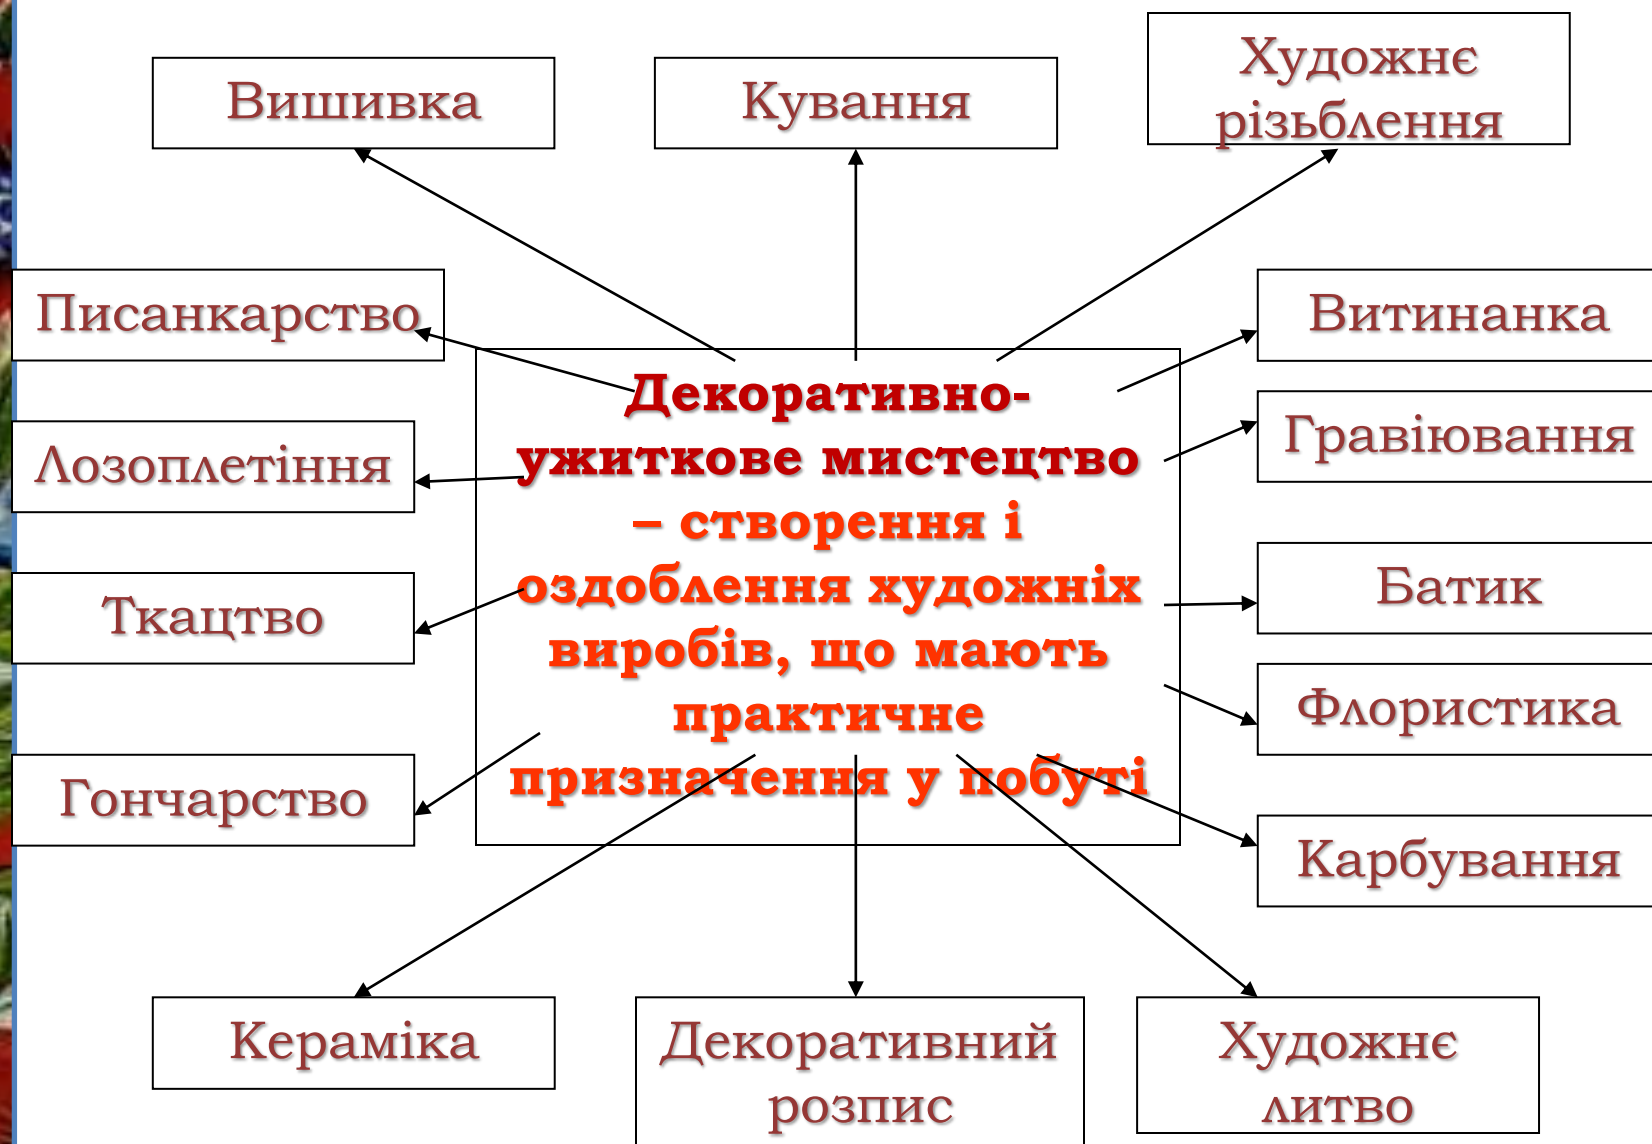 Вишивка
Кування
Художнє
різьблення
Писанкарство
Витинанка
Лозоплетіння
Гравіювання
Декоративно-
ужиткове мистецтво
– створення і
оздоблення художніх
виробів, що мають
практичне
призначення у побуті
Ткацтво
Батик
Флористика
Гончарство
Карбування
Кераміка
Декоративний
розпис
Художнє
литво